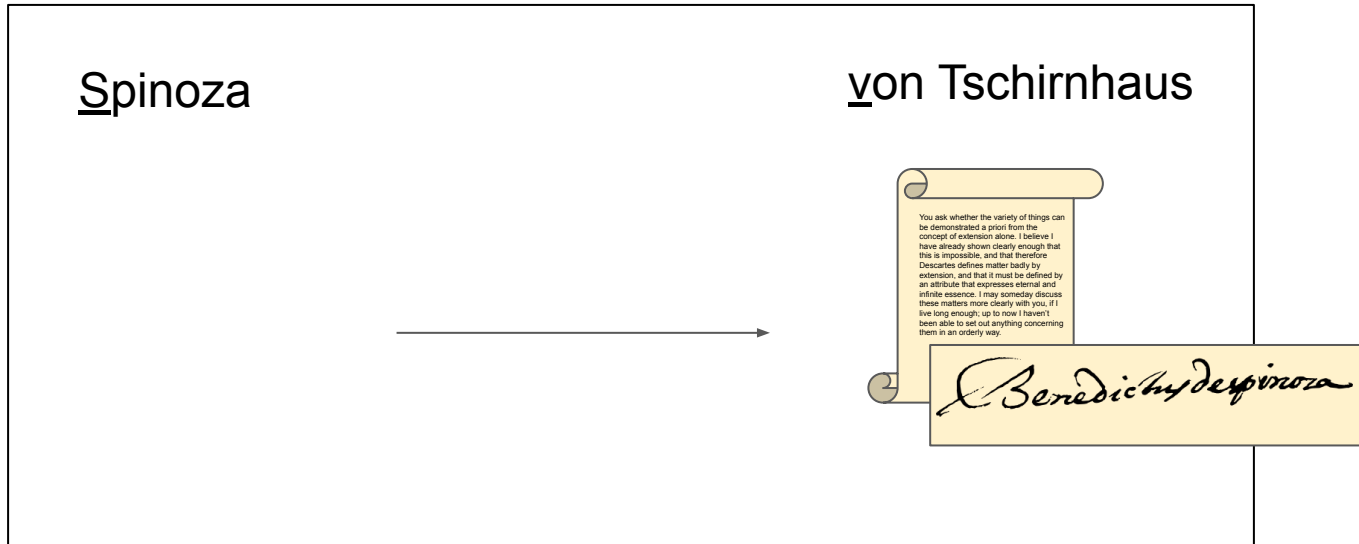 Spinoza
von Tschirnhaus
You ask whether the variety of things can
be demonstrated a priori from the
concept of extension alone. I believe I
have already shown clearly enough that
this is impossible, and that therefore
Descartes defines matter badly by
extension, and that it must be defined by
an attribute that expresses eternal and
infinite essence. I may someday discuss
these matters more clearly with you, if I
live long enough; up to now I haven't
been able to set out anything concerning
them in an orderly way.
Benedictus despinoza